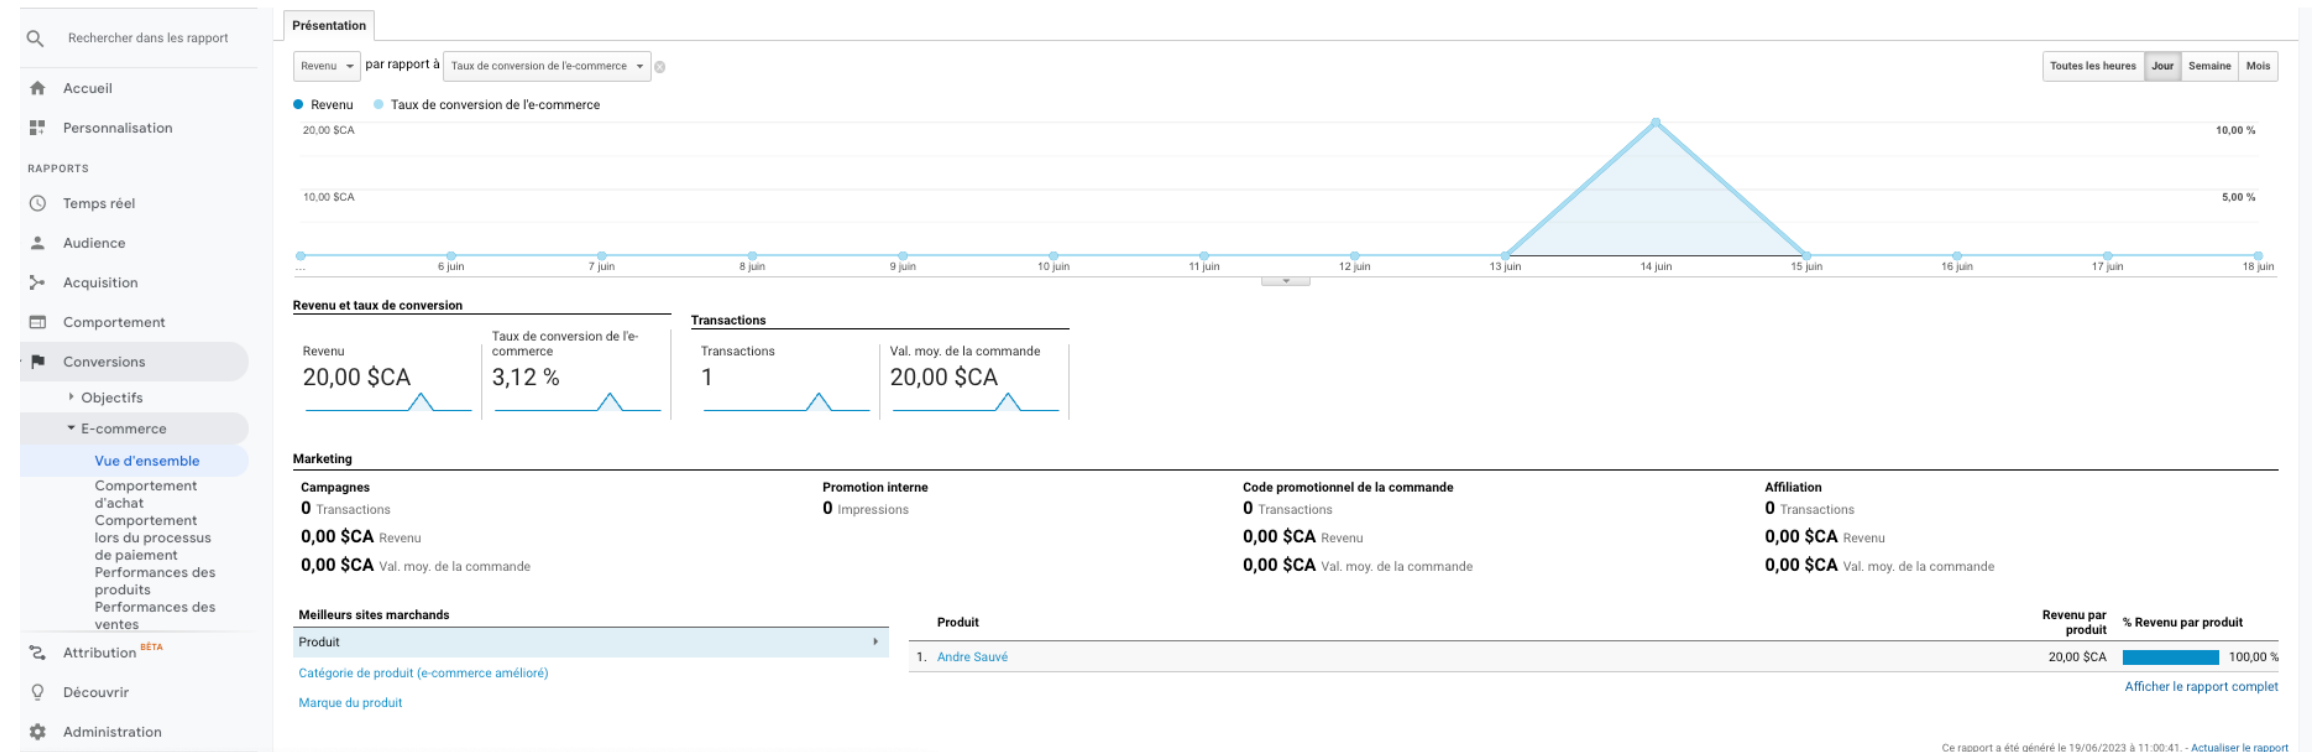 Rechercher dans les rapport
Accueil
Personnalisation
RAPPORTS
Temps réel
Audience
Acquisition
Comportement
Conversions
Objectifs
E-commerce
Vue d'ensemble
Comportement
d'achat
Comportement
lors du processus
de paiement
Performances des
produits
Performances des
ventes
Attribution BÊTA
Découvrir
Administration
Présentation
Revenu par rapport à Taux de conversion de l'e-commerce
Toutes les heures Jour Semaine Mois
Revenu Taux de conversion de l'e-commerce
20,00 $CA 10,00 %
10,00 $CA 5,00 %
... 6 juin 7 juin 8 juin 9 juin 10 juin 11 juin 12 juin 13 juin 14 juin 15 juin 16 juin 17 juin 18 juin
Revenu et taux de conversion
Revenu
20,00 $CA
Taux de conversion de l'e-
commerce
3,12 %
Transactions
Transactions
1
Val. moy. de la commande
20,00 $CA
Marketing
Campagnes
0 Transactions
0,00 $CA Revenu
0,00 $CA Val. moy. de la commande
Promotion interne
0 Impressions
Code promotionnel de la commande
0 Transactions
0,00 $CA Revenu
0,00 $CA Val. moy. de la commande
Affiliation
0 Transactions
0,00 $CA Revenu
0,00 $CA Val. moy. de la commande
Meilleurs sites marchands
Produit
Catégorie de produit (e-commerce amélioré)
Marque du produit
Produit
Revenu par
produit
% Revenu par produit
1. Andre Sauvé 20,00 $CA 100,00 %
Afficher le rapport complet
Ce rapport a été généré le 19/06/2023 à 11:00:41. - Actualiser le rapport